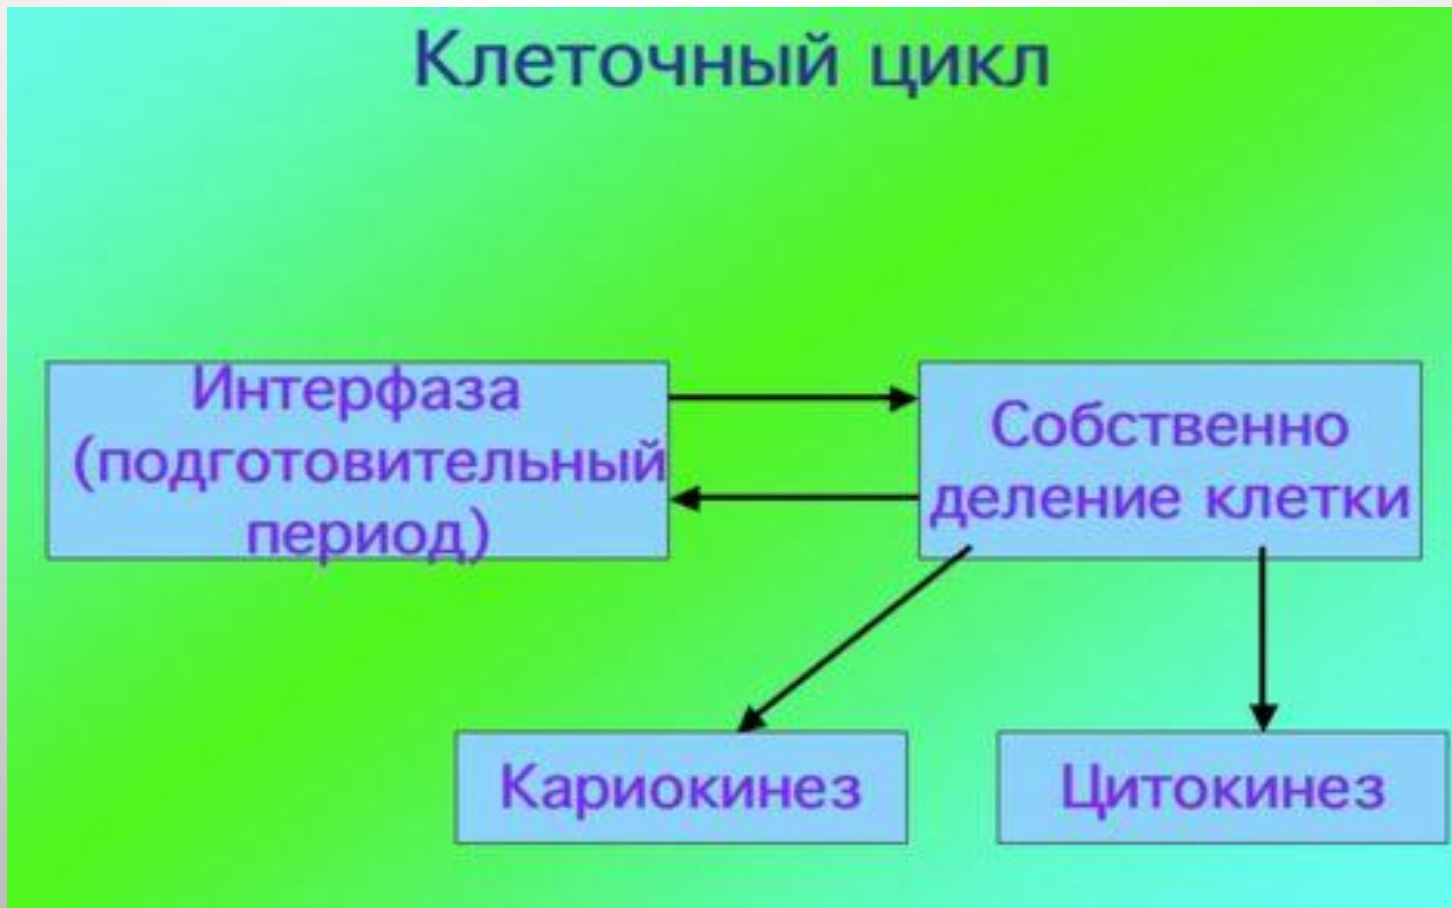 Клеточный цикл
Интерфаза
(подготовительный
период)
Собственно
деление клетки
Кариокинез
Цитокинез